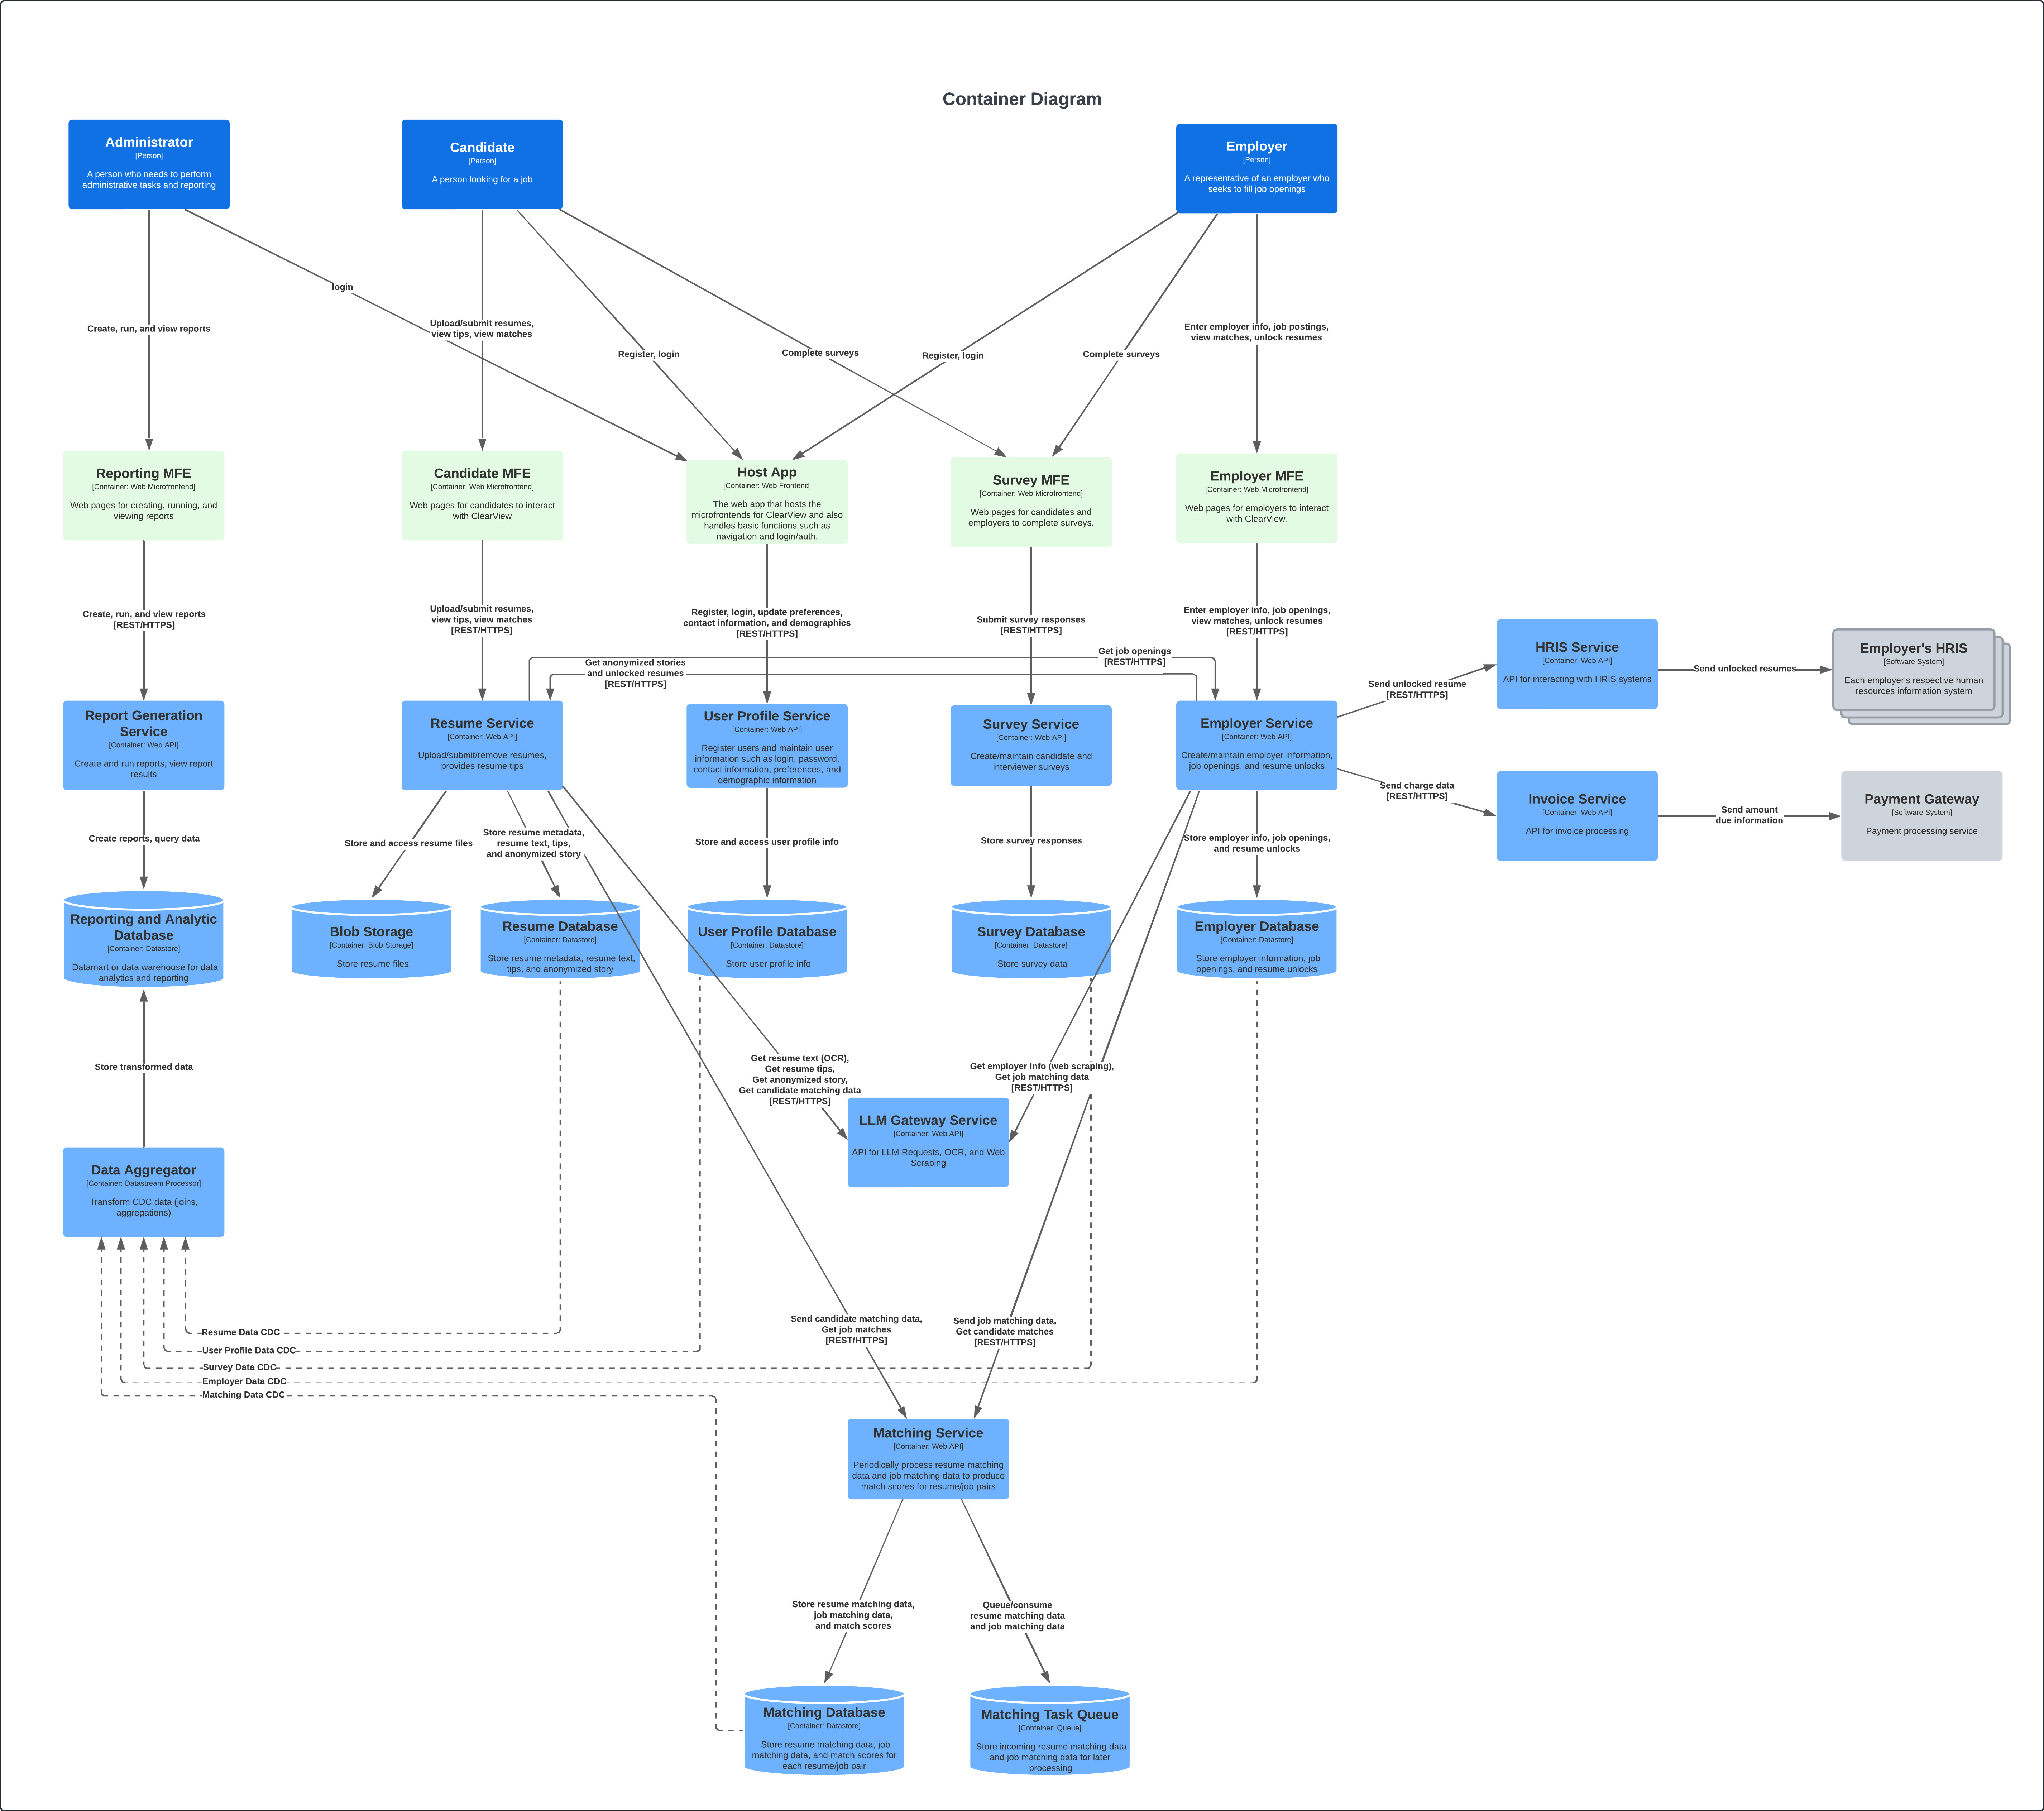 Container Diagram
Administrator
[Person]
A person who needs to perform
administrative tasks and reporting
Candidate
[Person]
A person looking for a job
Employer
[Person]
A representative of an employer who
seeks to fill job openings
login
Create, run, and view reports
Upload/submit resumes,
view tips, view matches
Register, login
Complete surveys
Register, login
Complete surveys
Enter employer info, job postings,
view matches, unlock resumes
Reporting MFE
[Container: Web Microfrontend]
Web pages for creating, running, and
viewing reports
Candidate MFE
[Container: Web Microfrontend]
Web pages for candidates to interact
with ClearView
Host App
[Container: Web Frontend]
The web app that hosts the
microfrontends for ClearView and also
handles basic functions such as
navigation and login/auth.
Survey MFE
[Container: Web Microfrontend]
Web pages for candidates and
employers to complete surveys.
Employer MFE
[Container: Web Microfrontend]
Web pages for employers to interact
with ClearView.
Create, run, and view reports
[REST/HTTPS]
Upload/submit resumes,
view tips, view matches
[REST/HTTPS]
Register, login, update preferences,
contact information, and demographics
[REST/HTTPS]
Submit survey responses
[REST/HTTPS]
Enter employer info, job openings,
view matches, unlock resumes
[REST/HTTPS]
Get job openings
[REST/HTTPS]
Get anonymized stories
and unlocked resumes
[REST/HTTPS]
Send unlocked resume
[REST/HTTPS]
HRIS Service
[Container: Web API]
API for interacting with HRIS systems
Send unlocked resumes
Employer's HRIS
[Software System]
Each employer's respective human
resources information system
Report Generation
Service
[Container: Web API]
Create and run reports, view report
results
Resume Service
[Container: Web API]
Upload/submit/remove resumes,
provides resume tips
User Profile Service
[Container: Web API]
Register users and maintain user
information such as login, password,
contact information, preferences, and
demographic information
Survey Service
[Container: Web API]
Create/maintain candidate and
interviewer surveys
Employer Service
[Container: Web API]
Create/maintain employer information,
job openings, and resume unlocks
Send charge data
[REST/HTTPS]
Invoice Service
[Container: Web API]
API for invoice processing
Send amount
due information
Payment Gateway
[Software System]
Payment processing service
Create reports, query data
Store and access resume files
Store resume metadata,
resume text, tips,
and anonymized story
Store and access user profile info
Store survey responses
Store employer info, job openings,
and resume unlocks
Reporting and Analytic
Database
[Container: Datastore]
Datamart or data warehouse for data
analytics and reporting
Blob Storage
[Container: Blob Storage]
Store resume files
Resume Database
[Container: Datastore]
Store resume metadata, resume text,
tips, and anonymized story
User Profile Database
[Container: Datastore]
Store user profile info
Survey Database
[Container: Datastore]
Store survey data
Employer Database
[Container: Datastore]
Store employer information, job
openings, and resume unlocks
Store transformed data
Get resume text (OCR),
Get resume tips,
Get anonymized story,
Get candidate matching data
[REST/HTTPS]
Get employer info (web scraping),
Get job matching data
[REST/HTTPS]
LLM Gateway Service
[Container: Web API]
API for LLM Requests, OCR, and Web
Scraping
Data Aggregator
[Container: Datastream Processor]
Transform CDC data (joins,
aggregations)
Resume Data CDC
User Profile Data CDC
Survey Data CDC
Employer Data CDC
Matching Data CDC
Send candidate matching data,
Get job matches
[REST/HTTPS]
Send job matching data,
Get candidate matches
[REST/HTTPS]
Matching Service
[Container: Web API]
Periodically process resume matching
data and job matching data to produce
match scores for resume/job pairs
Store resume matching data,
job matching data,
and match scores
Queue/consume
resume matching data
and job matching data
Matching Database
[Container: Datastore]
Store resume matching data, job
matching data, and match scores for
each resume/job pair
Matching Task Queue
[Container: Queue]
Store incoming resume matching data
and job matching data for later
processing